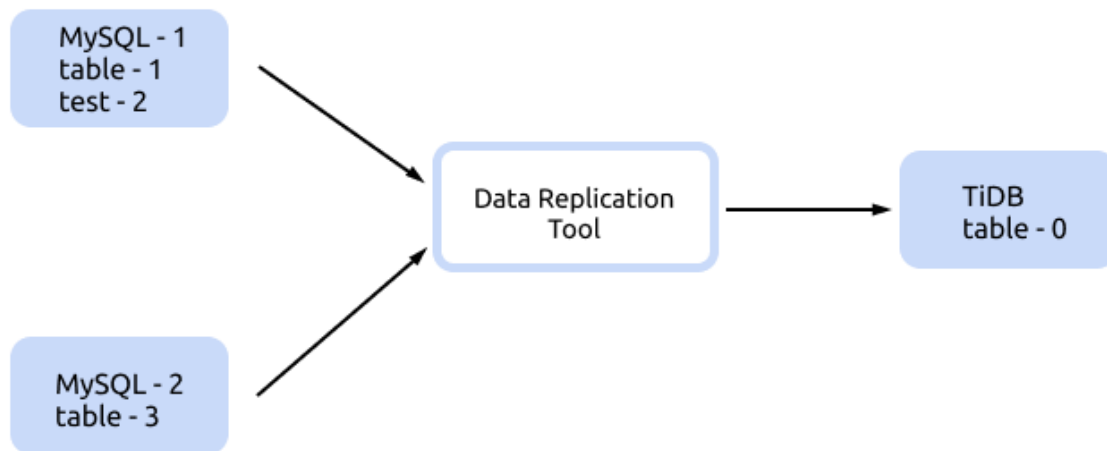 MySQL - 1
table - 1
test - 2
Data Replication
Tool
TiDB
table - 0
MySQL - 2
table - 3